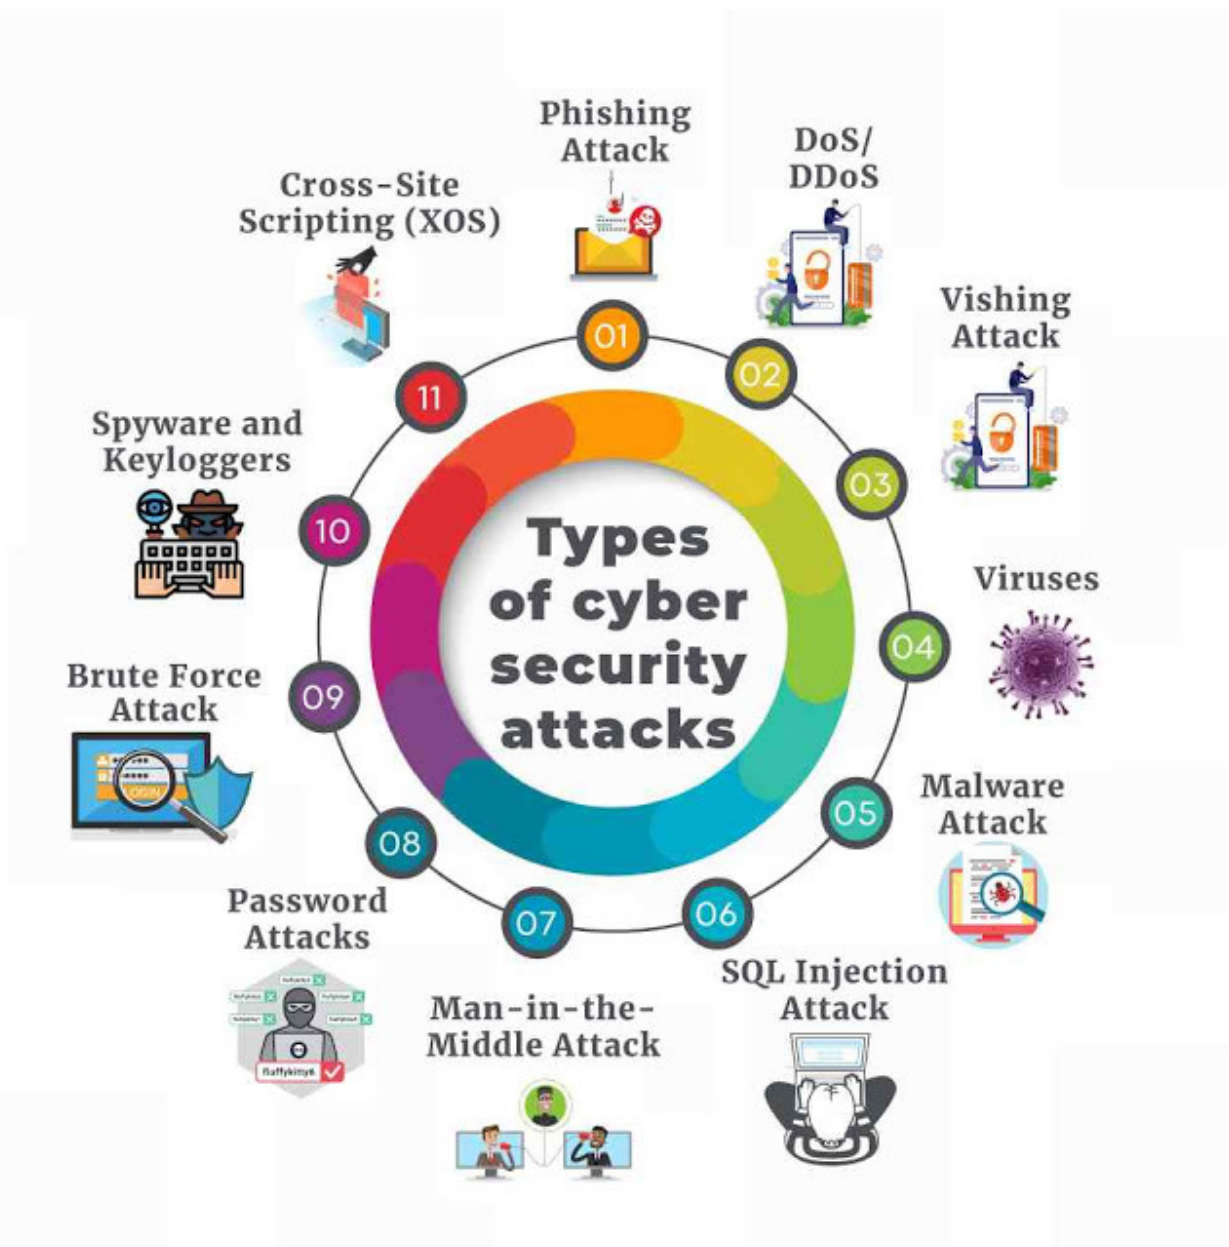 Types
of cyber
security
attacks
01
Phishing
Attack
02
DoS/
DDoS
03
Vishing
Attack
04
Viruses
05
Malware
Attack
06
SQL Injection
Attack
07
Man-in-the-
Middle Attack
08
Password
Attacks
fluffykitty6
09
Brute Force
Attack
LOGIN
10
Spyware and
Keyloggers
11
Cross-Site
Scripting (XOS)